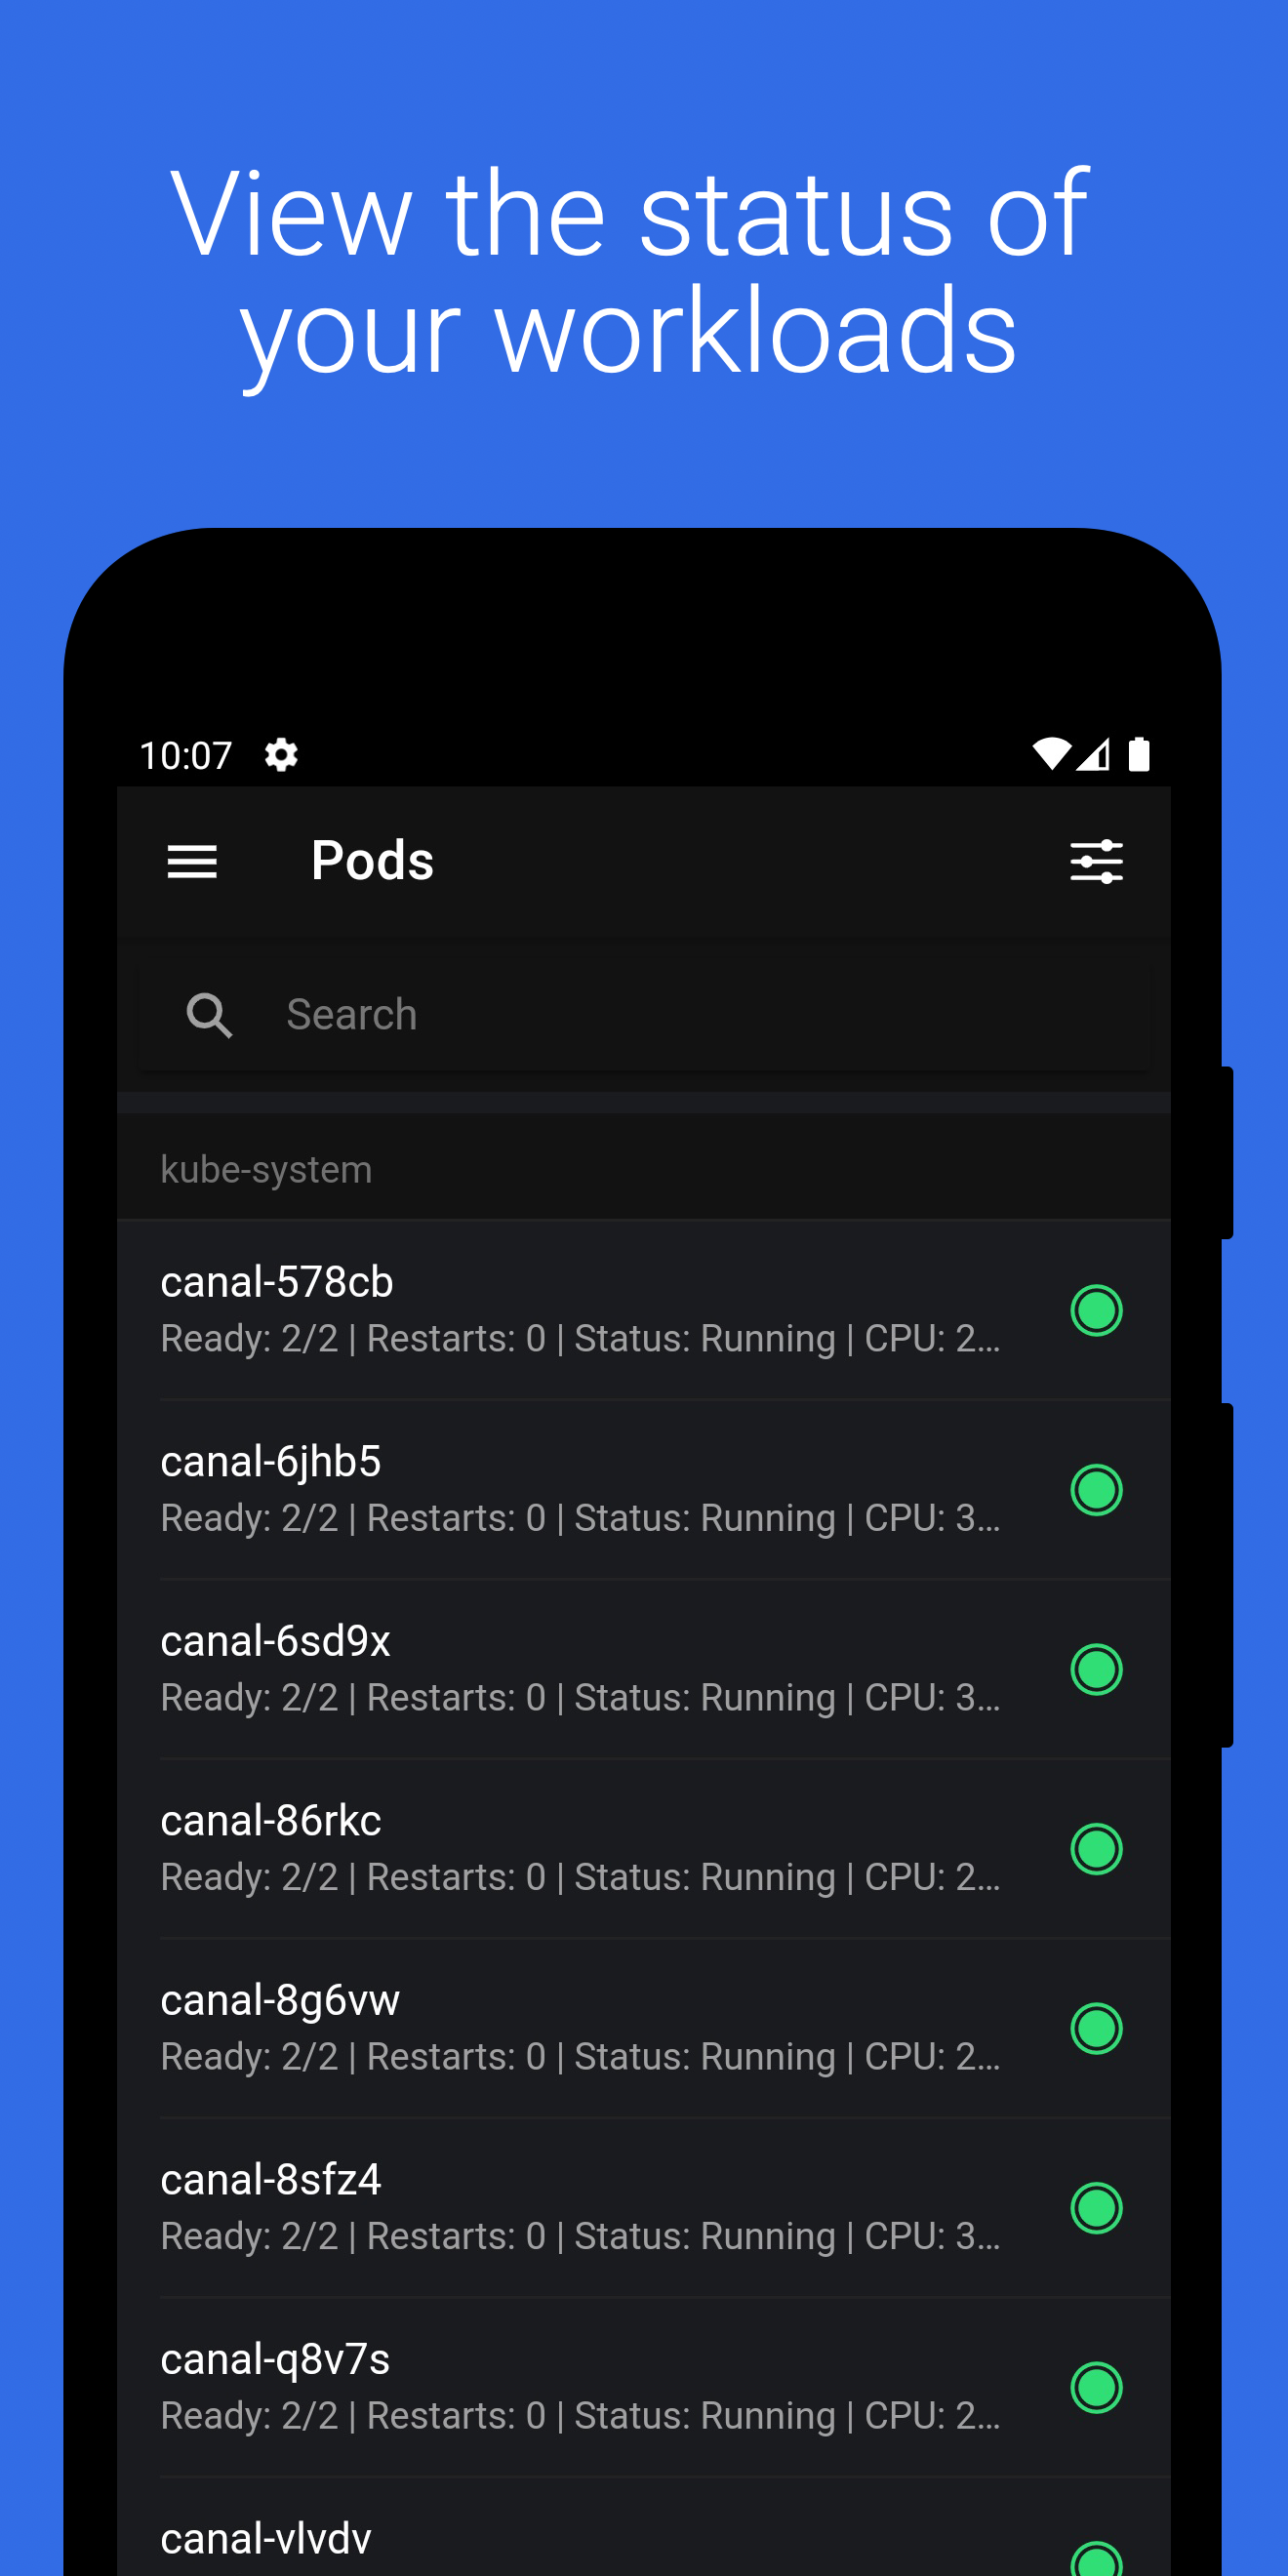 View the status of
your workloads
10:07
Pods
Search
kube-system
canal-578cb
Ready: 2/2 | Restarts: 0 | Status: Running | CPU: 2...
canal-6jhb5
Ready: 2/2 | Restarts: 0 | Status: Running | CPU: 3...
canal-6sd9x
Ready: 2/2 | Restarts: 0 | Status: Running | CPU: 3...
canal-86rkc
Ready: 2/2 | Restarts: 0 | Status: Running | CPU: 2...
canal-8g6vw
Ready: 2/2 | Restarts: 0 | Status: Running | CPU: 2...
canal-8sfz4
Ready: 2/2 | Restarts: 0 | Status: Running | CPU: 3...
canal-q8v7s
Ready: 2/2 | Restarts: 0 | Status: Running | CPU: 2...
canal-vlvdv